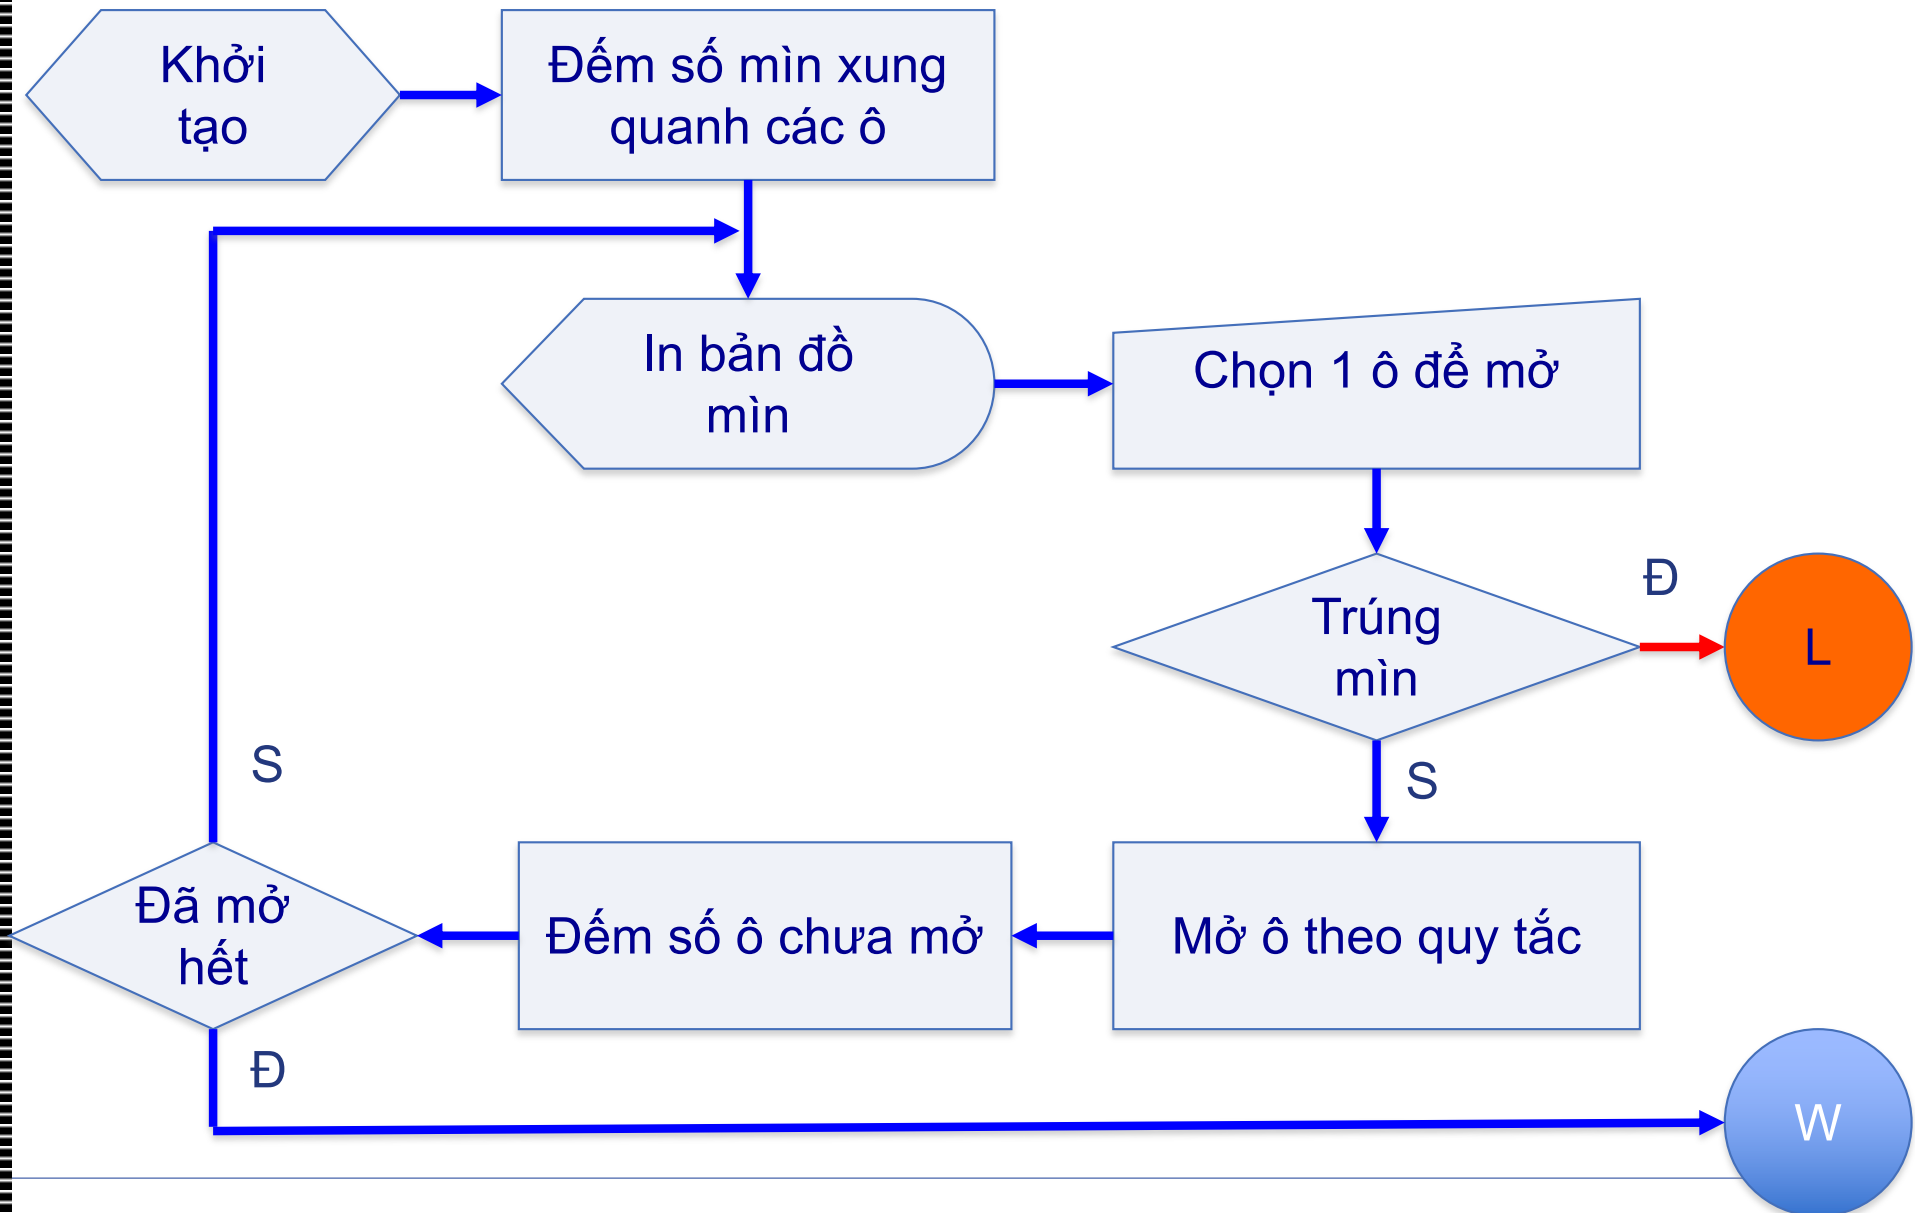 Khởi
tạo
Đếm số mìn xung
quanh các ô
In bản đồ
mìn
Chọn 1 ô để mở
Trúng
mìn
Đ
L
S
Mở ô theo quy tắc
Đếm số ô chưa mở
Đã mở
hết
S
Đ
W